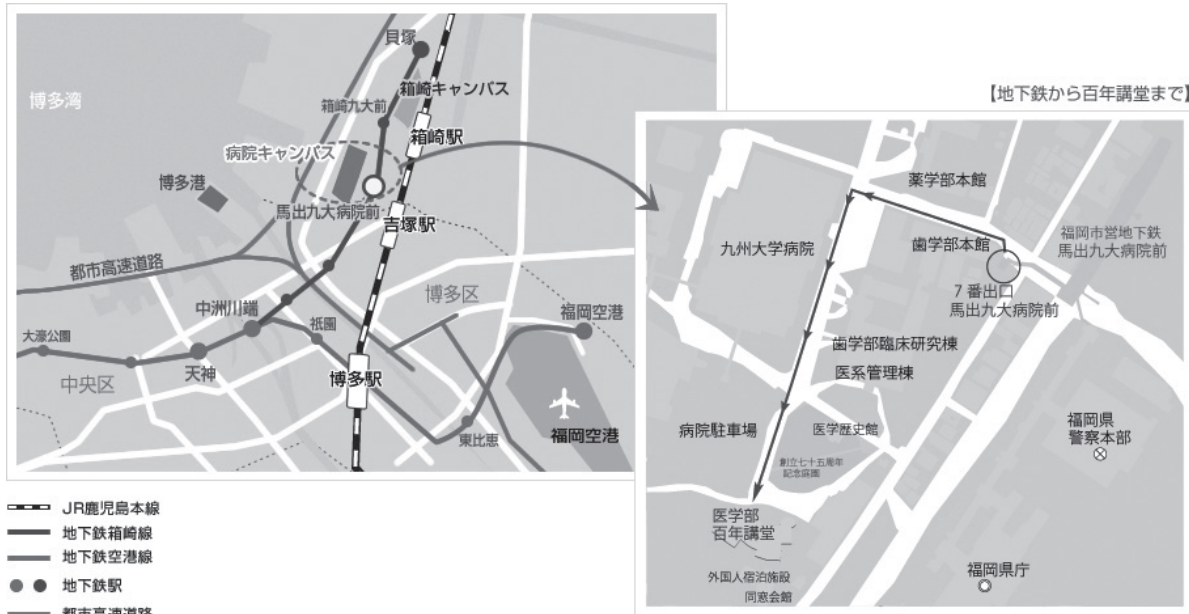 貝塚
箱崎キャンパス
博多湾
箱崎九大前
箱崎駅
病院キャンパス
博多港
馬出九大病院前
吉塚駅
都市高速道路
博多区
中洲川端
祇園
福岡空港
大濠公園
天神
中央区
博多駅
東比恵
福岡空港
JR鹿児島本線
地下鉄箱崎線
地下鉄空港線
地下鉄駅
都市高速道路
【地下鉄から百年講堂まで】
薬学部本館
九州大学病院
歯学部本館
福岡市営地下鉄
馬出九大病院前
7番出口
馬出九大病院前
歯学部臨床研究棟
医系管理棟
病院駐車場
医学歴史館
福岡県
警察本部
創立七十五周年
記念庭園
医学部
百年講堂
外国人宿泊施設
同窓会館
福岡県庁